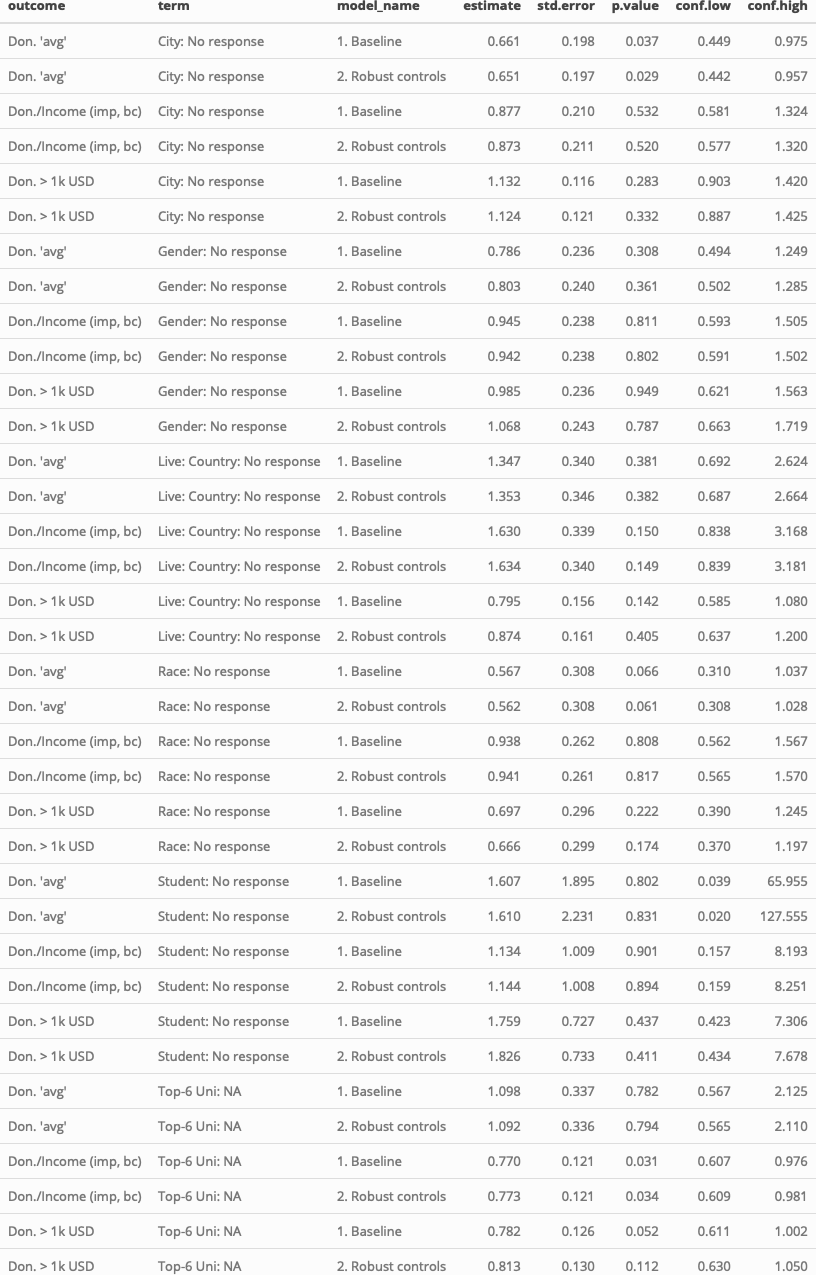 outcome term model_name estimate std.error p.value conf.low conf.high
Don. 'avg' City: No response 1. Baseline 0.661 0.198 0.037 0.449 0.975
Don. 'avg' City: No response 2. Robust controls 0.651 0.197 0.029 0.442 0.957
Don./Income (imp, bc) City: No response 1. Baseline 0.877 0.210 0.532 0.581 1.324
Don./Income (imp, bc) City: No response 2. Robust controls 0.873 0.211 0.520 0.577 1.320
Don. > 1k USD City: No response 1. Baseline 1.132 0.116 0.283 0.903 1.420
Don. > 1k USD City: No response 2. Robust controls 1.124 0.121 0.332 0.887 1.425
Don. 'avg' Gender: No response 1. Baseline 0.786 0.236 0.308 0.494 1.249
Don. 'avg' Gender: No response 2. Robust controls 0.803 0.240 0.361 0.502 1.285
Don./Income (imp, bc) Gender: No response 1. Baseline 0.945 0.238 0.811 0.593 1.505
Don./Income (imp, bc) Gender: No response 2. Robust controls 0.942 0.238 0.802 0.591 1.502
Don. > 1k USD Gender: No response 1. Baseline 0.985 0.236 0.949 0.621 1.563
Don. > 1k USD Gender: No response 2. Robust controls 1.068 0.243 0.787 0.663 1.719
Don. 'avg' Live: Country: No response 1. Baseline 1.347 0.340 0.381 0.692 2.624
Don. 'avg' Live: Country: No response 2. Robust controls 1.353 0.346 0.382 0.687 2.664
Don./Income (imp, bc) Live: Country: No response 1. Baseline 1.630 0.339 0.150 0.838 3.168
Don./Income (imp, bc) Live: Country: No response 2. Robust controls 1.634 0.340 0.149 0.839 3.181
Don. > 1k USD Live: Country: No response 1. Baseline 0.795 0.156 0.142 0.585 1.080
Don. > 1k USD Live: Country: No response 2. Robust controls 0.874 0.161 0.405 0.637 1.200
Don. 'avg' Race: No response 1. Baseline 0.567 0.308 0.066 0.310 1.037
Don. 'avg' Race: No response 2. Robust controls 0.562 0.308 0.061 0.308 1.028
Don./Income (imp, bc) Race: No response 1. Baseline 0.938 0.262 0.808 0.562 1.567
Don./Income (imp, bc) Race: No response 2. Robust controls 0.941 0.261 0.817 0.565 1.570
Don. > 1k USD Race: No response 1. Baseline 0.697 0.296 0.222 0.390 1.245
Don. > 1k USD Race: No response 2. Robust controls 0.666 0.299 0.174 0.370 1.197
Don. 'avg' Student: No response 1. Baseline 1.607 1.895 0.802 0.039 65.955
Don. 'avg' Student: No response 2. Robust controls 1.610 2.231 0.831 0.020 127.555
Don./Income (imp, bc) Student: No response 1. Baseline 1.134 1.009 0.901 0.157 8.193
Don./Income (imp, bc) Student: No response 2. Robust controls 1.144 1.008 0.894 0.159 8.251
Don. > 1k USD Student: No response 1. Baseline 1.759 0.727 0.437 0.423 7.306
Don. > 1k USD Student: No response 2. Robust controls 1.826 0.733 0.411 0.434 7.678
Don. 'avg' Top-6 Uni: NA 1. Baseline 1.098 0.337 0.782 0.567 2.125
Don. 'avg' Top-6 Uni: NA 2. Robust controls 1.092 0.336 0.794 0.565 2.110
Don./Income (imp, bc) Top-6 Uni: NA 1. Baseline 0.770 0.121 0.031 0.607 0.976
Don./Income (imp, bc) Top-6 Uni: NA 2. Robust controls 0.773 0.121 0.034 0.609 0.981
Don. > 1k USD Top-6 Uni: NA 1. Baseline 0.782 0.126 0.052 0.611 1.002
Don. > 1k USD Top-6 Uni: NA 2. Robust controls 0.813 0.130 0.112 0.630 1.050